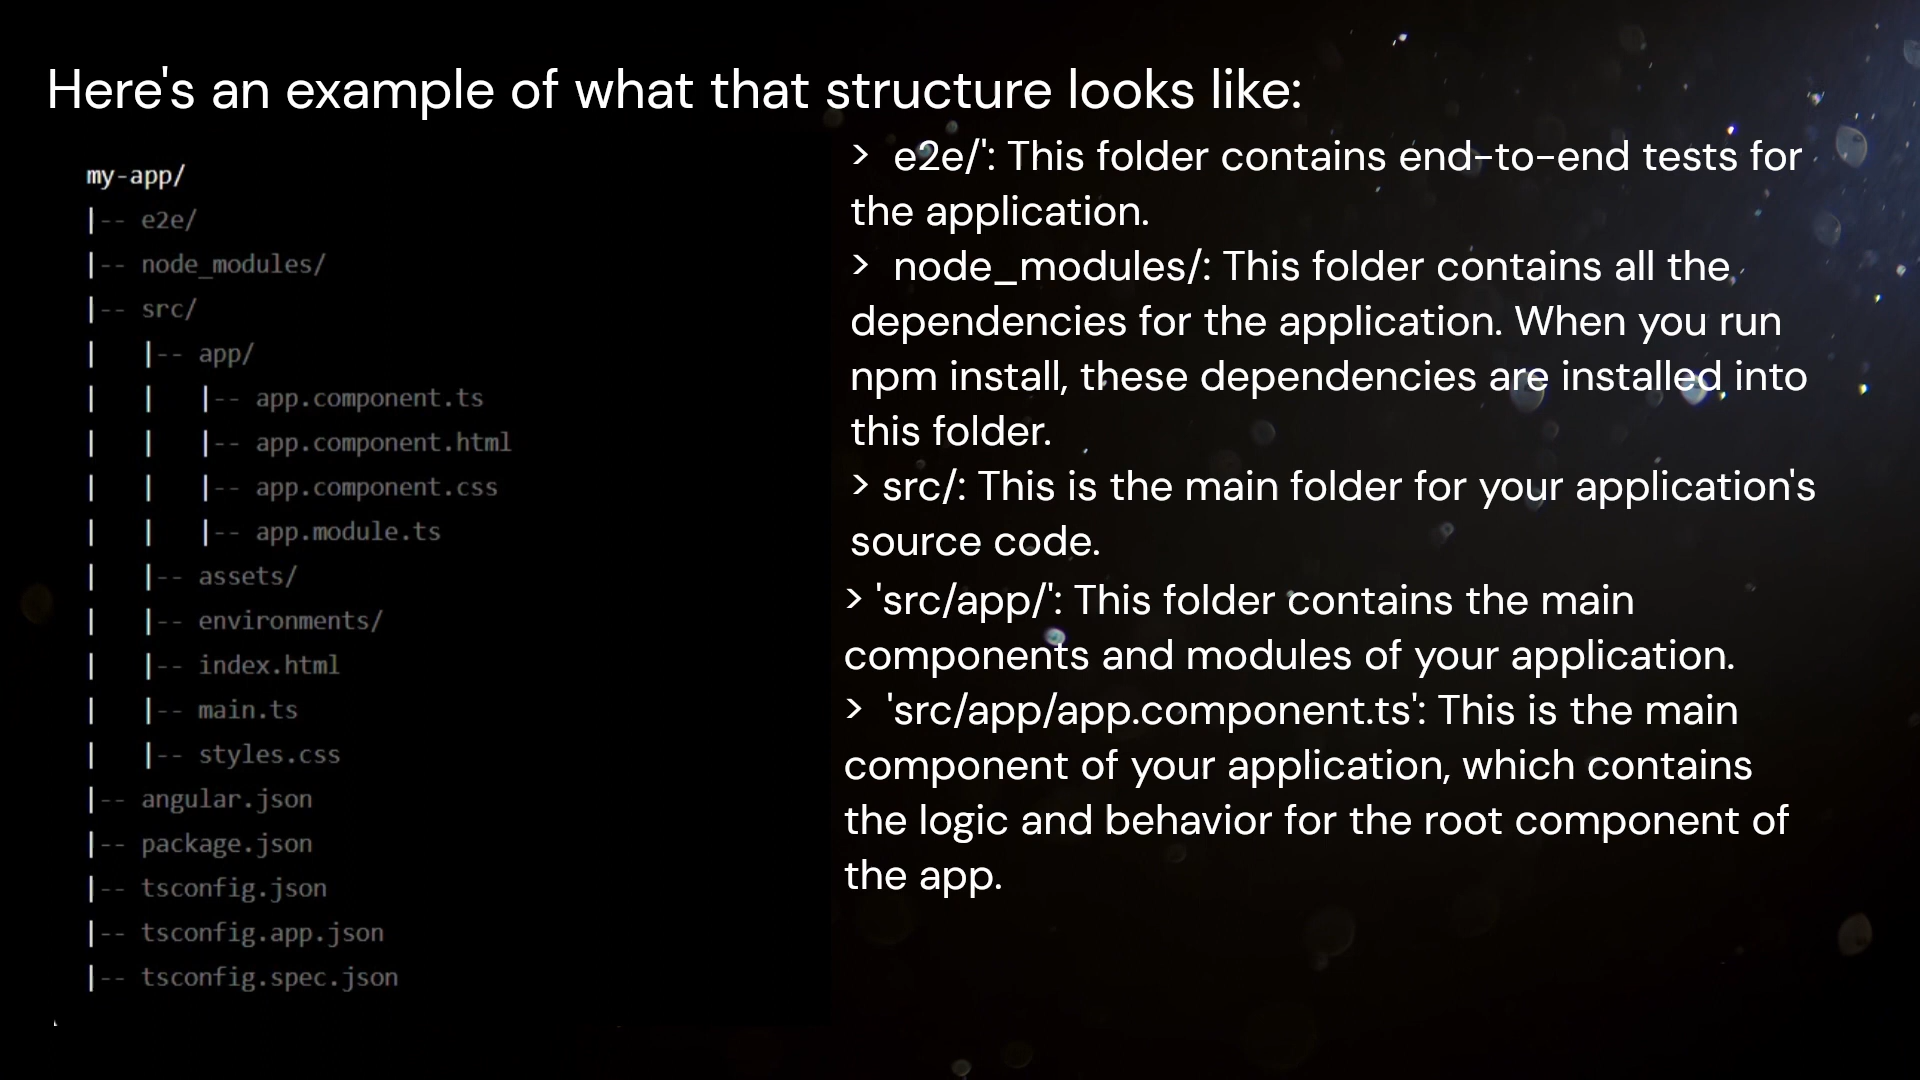 Here's an example of what that structure looks like:
my-app/
|-- e2e/
|-- node_modules/
|-- src/
|   |-- app/
|   |   |-- app.component.ts
|   |   |-- app.component.html
|   |   |-- app.component.css
|   |   |-- app.module.ts
|   |-- assets/
|   |-- environments/
|   |-- index.html
|   |-- main.ts
|   |-- styles.css
|-- angular.json
|-- package.json
|-- tsconfig.json
|-- tsconfig.app.json
|-- tsconfig.spec.json
> e2e/': This folder contains end-to-end tests for
the application.
> node_modules/: This folder contains all the
dependencies for the application. When you run
npm install, these dependencies are installed into
this folder.
> src/: This is the main folder for your application's
source code.
> 'src/app/': This folder contains the main
components and modules of your application.
> 'src/app/app.component.ts': This is the main
component of your application, which contains
the logic and behavior for the root component of
the app.